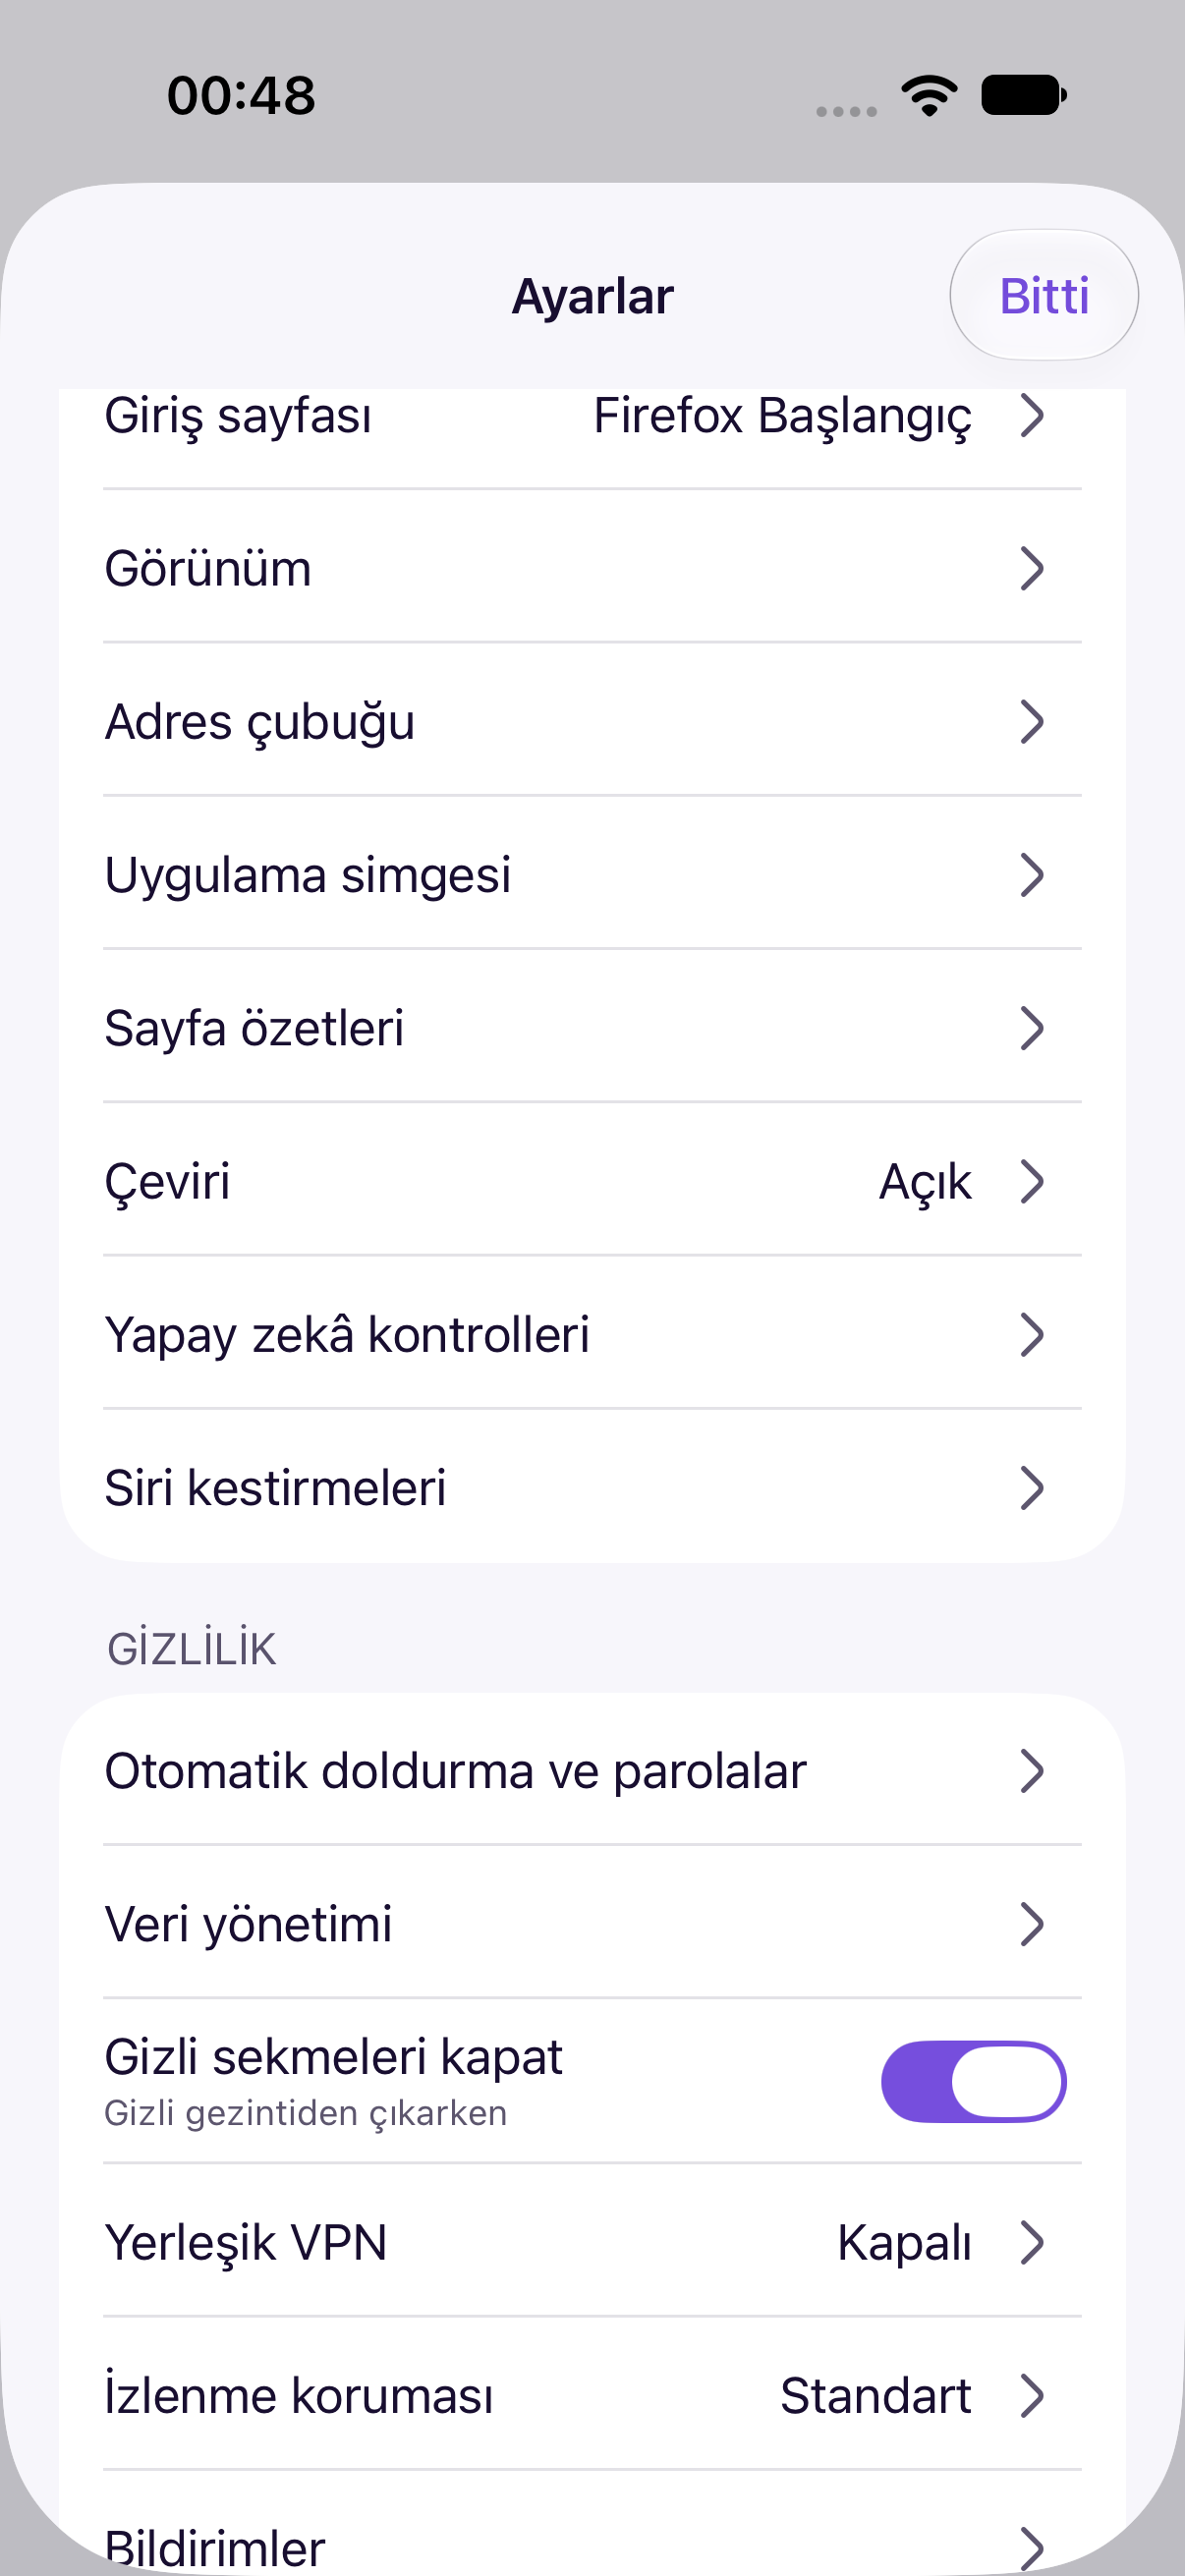 00:48
Ayarlar
Bitti
Giriş sayfası
Firefox Başlangıç
Görünüm
Adres çubuğu
Uygulama simgesi
Sayfa özetleri
Çeviri
Açık
Yapay zekâ kontrolleri
Siri kestirmeleri
GİZLİLİK
Otomatik doldurma ve parolalar
Veri yönetimi
Gizli sekmeleri kapat
Gizli gezintiden çıkarken
Yerleşik VPN
Kapalı
İzlenme koruması
Standart
Bildirimler